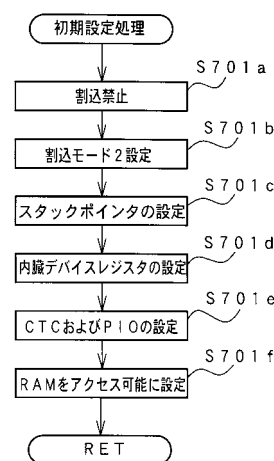 初期設定処理
S701a
割込禁止
S701b
割込モード2設定
S701c
スタックポインタの設定
S701d
内臓デバイスレジスタの設定
S701e
CTCおよびPIOの設定
S701f
RAMをアクセス可能に設定
RET